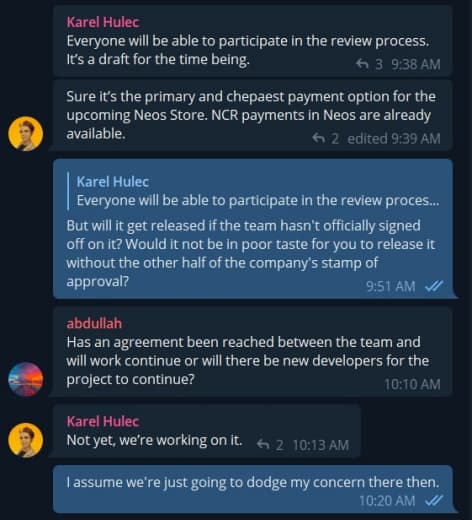 Karel Hulec
Everyone will be able to participate in the review process.
It’s a draft for the time being.
3 9:38 AM
Sure it’s the primary and chepaest payment option for the
upcoming Neos Store. NCR payments in Neos are already
available.
2 edited 9:39 AM
Karel Hulec
Everyone will be able to participate in the review proces...
But will it get released if the team hasn't officially signed
off on it? Would it not be in poor taste for you to release it
without the other half of the company's stamp of
approval?
9:51 AM
abdullah
Has an agreement been reached between the team and
will work continue or will there be new developers for the
project to continue?
10:10 AM
Karel Hulec
Not yet, we’re working on it.
2 10:13 AM
I assume we're just going to dodge my concern there then.
10:20 AM